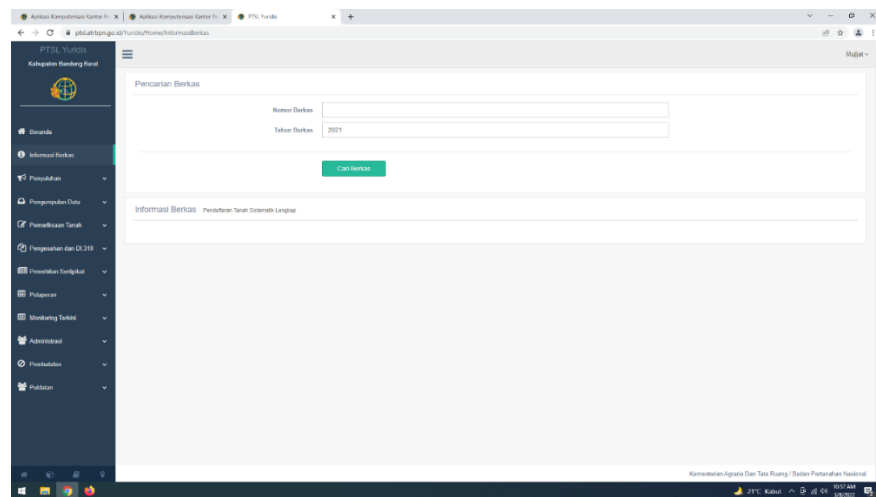 Aplikasi Komputerisasi Kantor Pe
Aplikasi Komputerisasi Kantor Pe
PTSL Yuridis
ptsl.atrbpn.go.id/Yuridis/Home/InformasiBerkas
PTSL Yuridis
Kabupaten Bandung Barat
Beranda
Informasi Berkas
Penyuluhan
Pengumpulan Data
Pemeriksaan Tanah
Pengesahan dan DI.310
Penerbitan Sertipikat
Pelaporan
Monitoring Terkini
Administrasi
Pembatalan
Puldatan
Pencarian Berkas
Nomor Berkas
Tahun Berkas
2021
Cari Berkas
Informasi Berkas Pendaftaran Tanah Sistematik Lengkap
Kementerian Agraria Dan Tata Ruang / Badan Pertanahan Nasional
21°C Kabut
10:57 AM